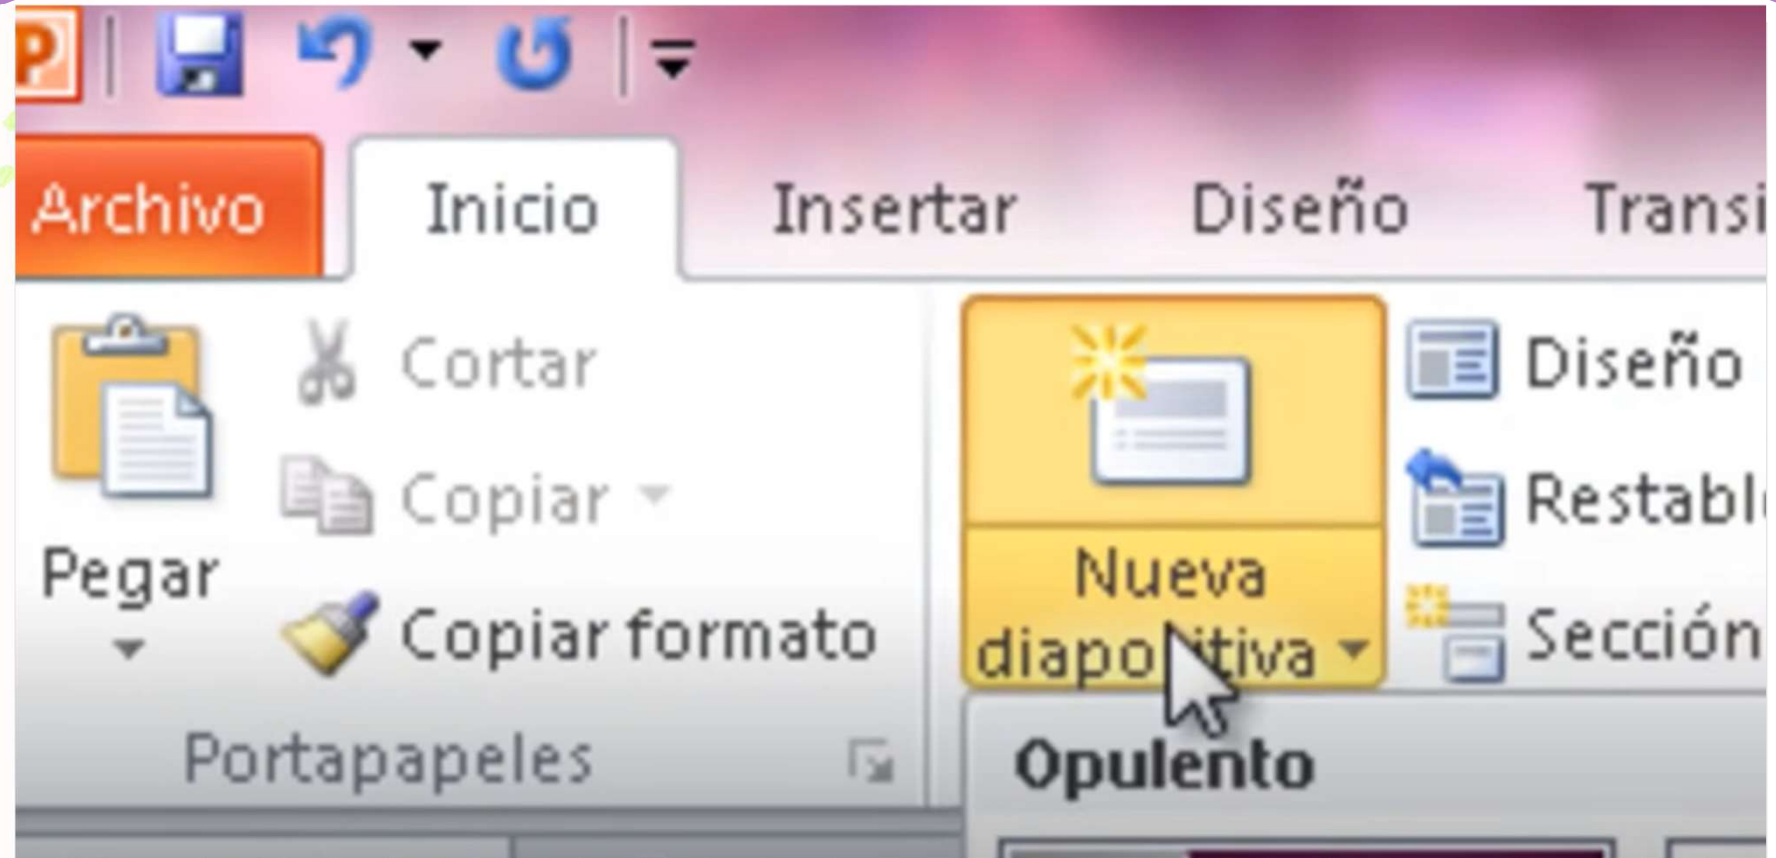 P
Archivo Inicio Insertar Diseño Transi
Cortar
Copiar
Pegar
Copiar formato
Portapapeles
Nueva
diapositiva
Diseño
Restabl
Sección
Opulento